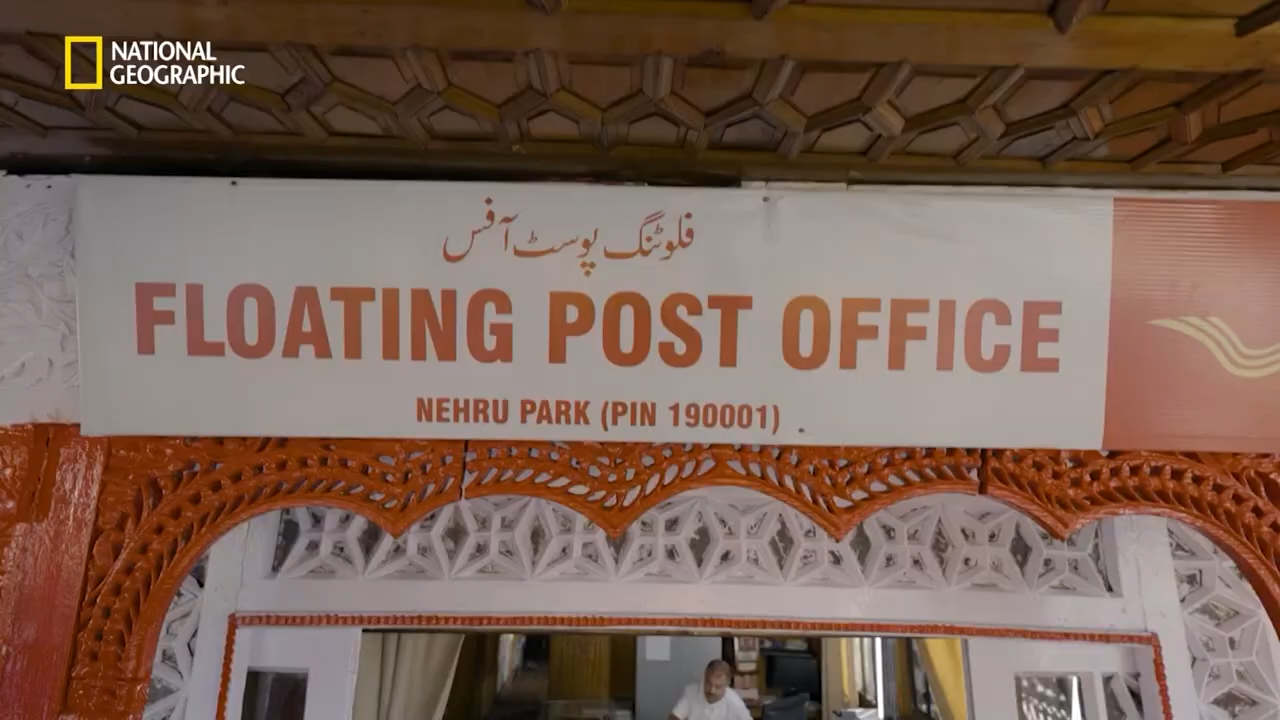 NATIONAL
GEOGRAPHIC
فلوٹنگ پوسٹ آفس
FLOATING POST OFFICE
NEHRU PARK (PIN 190001)